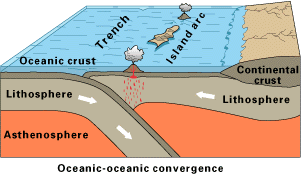 Trench
Island arc
Oceanic crust
Continental
crust
Lithosphere
Lithosphere
Asthenosphere
Oceanic-oceanic convergence